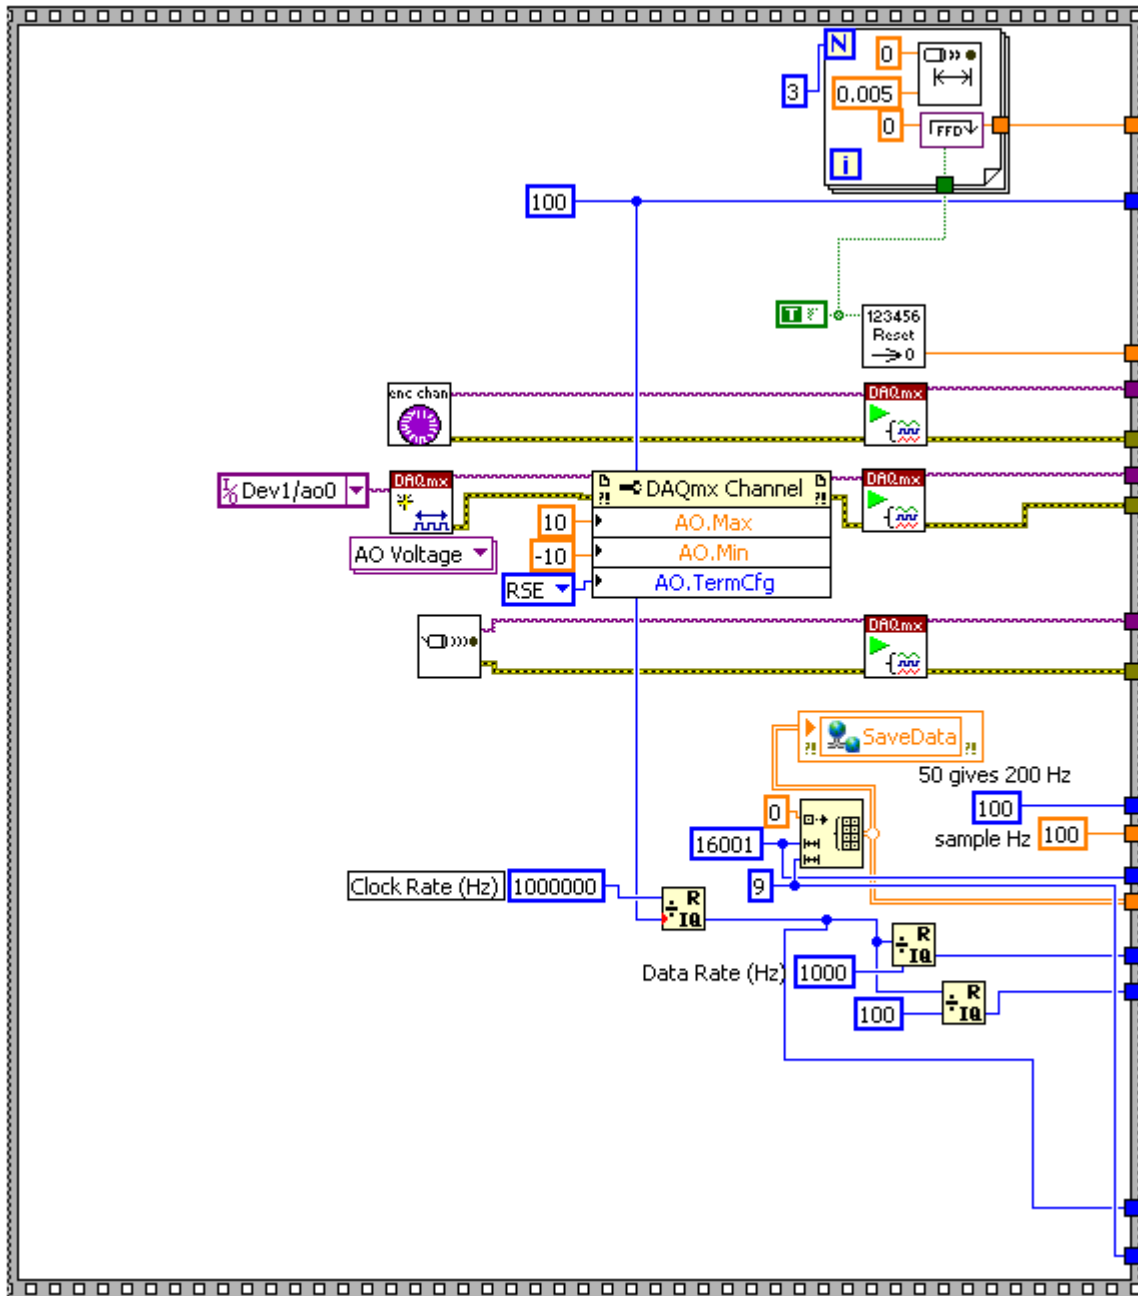 N
0
3
0.005
0
FFD
i
100
T
123456
Reset
0
enc chan
DAQmx
I/O Dev1/ao0
DAQmx
DAQmx Channel
DAQmx
AO Voltage
10
AO.Max
-10
AO.Min
RSE
AO.TermCfg
DAQmx
SaveData
50 gives 200 Hz
100
0
sample Hz 100
16001
9
Clock Rate (Hz) 1000000
R
IQ
R
IQ
Data Rate (Hz) 1000
R
IQ
100